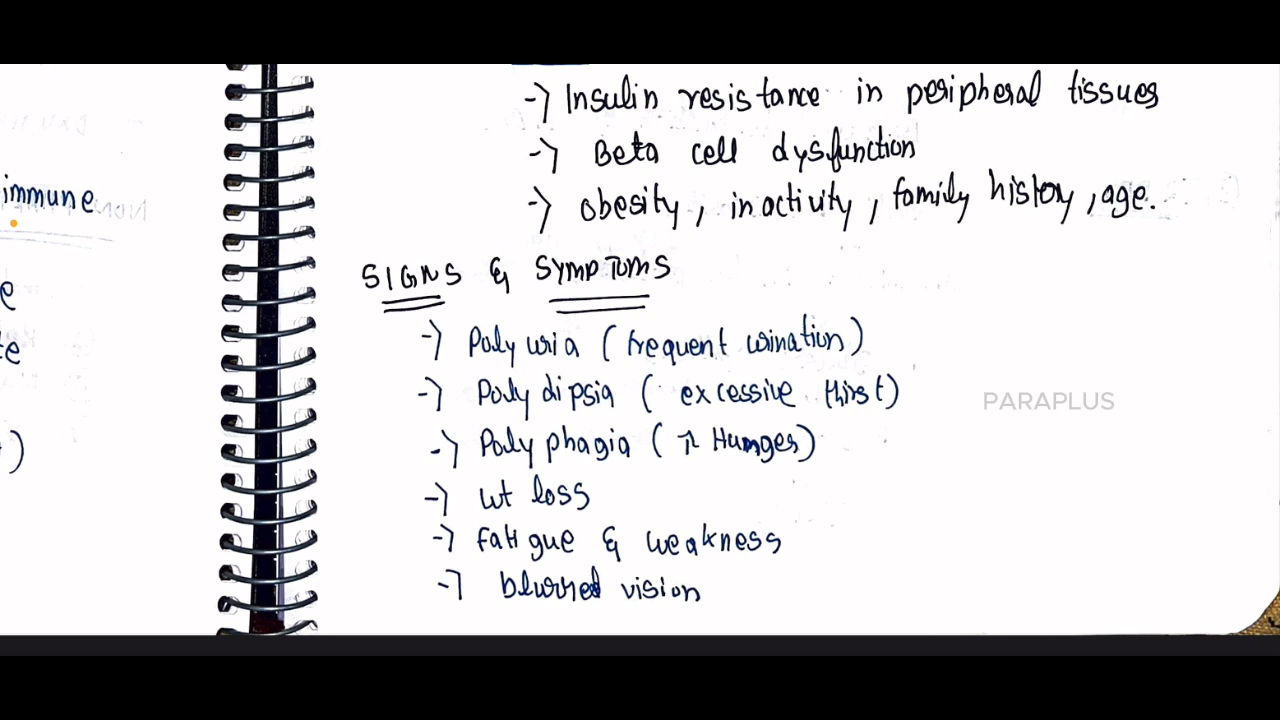 immune
e
te
)
-> Insulin resistance in peripheral tissues
-> Beta cell dysfunction
-> obesity, inactivity, family history, age.
SIGNS & SYMPTOMS
-> Polyuria (frequent urination)
-> Polydipsia (excessive thirst)
-> Polyphagia (↑ Hunger)
-> wt loss
-> Fatigue & weakness
-> blurred vision
PARAPLUS